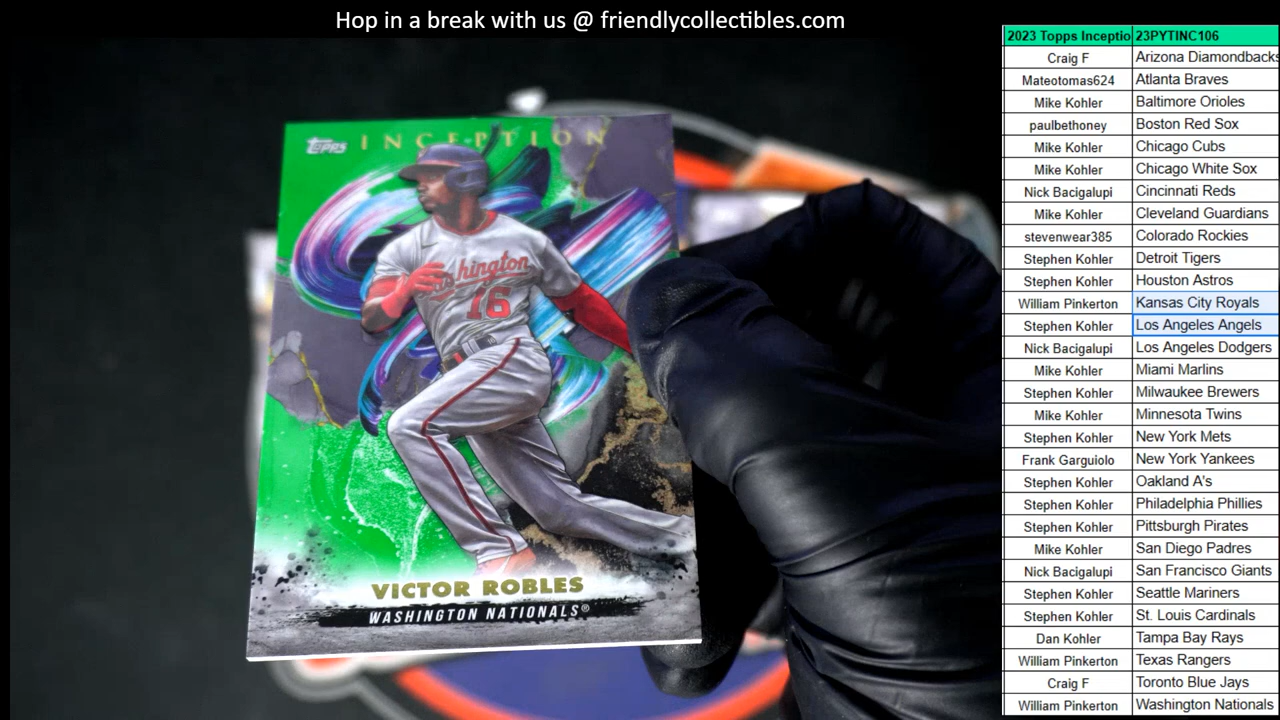 Hop in a break with us @ friendlycollectibles.com
2023 Topps Inceptio 23PYTINC106
Craig F Arizona Diamondbacks
Mateotomas624 Atlanta Braves
Mike Kohler Baltimore Orioles
paulbethoney Boston Red Sox
Mike Kohler Chicago Cubs
Mike Kohler Chicago White Sox
Nick Bacigalupi Cincinnati Reds
Mike Kohler Cleveland Guardians
stevenwear385 Colorado Rockies
Stephen Kohler Detroit Tigers
Stephen Kohler Houston Astros
William Pinkerton Kansas City Royals
Stephen Kohler Los Angeles Angels
Nick Bacigalupi Los Angeles Dodgers
Mike Kohler Miami Marlins
Stephen Kohler Milwaukee Brewers
Mike Kohler Minnesota Twins
Stephen Kohler New York Mets
Frank Garguiolo New York Yankees
Stephen Kohler Oakland A's
Stephen Kohler Philadelphia Phillies
Stephen Kohler Pittsburgh Pirates
Mike Kohler San Diego Padres
Nick Bacigalupi San Francisco Giants
Stephen Kohler Seattle Mariners
Stephen Kohler St. Louis Cardinals
Dan Kohler Tampa Bay Rays
William Pinkerton Texas Rangers
Craig F Toronto Blue Jays
William Pinkerton Washington Nationals
Topps INCEPTION
Washington
16
VICTOR ROBLES
WASHINGTON NATIONALS®